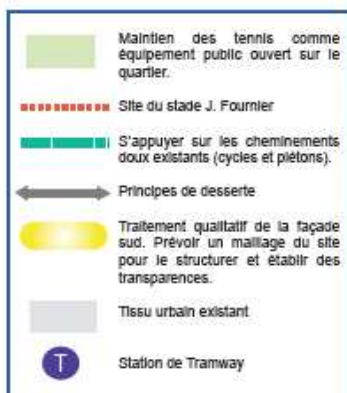 Maintien des tennis comme
équipement public ouvert sur le
quartier.
Site du stade J. Fournier
S'appuyer sur les cheminements
doux existants (cycles et piétons).
Principes de desserte
Traitement qualitatif de la façade
sud. Prévoir un maillage du site
pour le structurer et établir des
transparences.
Tissu urbain existant
T
Station de Tramway